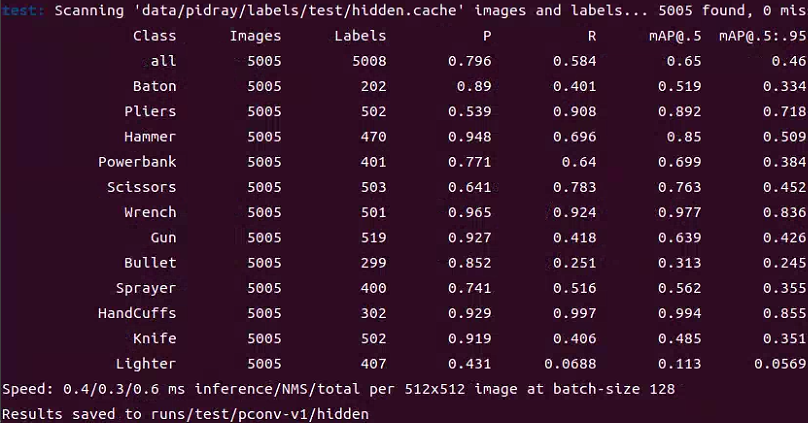 test: Scanning 'data/pidray/labels/test/hidden.cache' images and labels... 5005 found, 0 mis
Class Images Labels P R mAP@.5 mAP@.5:.95
all 5005 5008 0.796 0.584 0.65 0.46
Baton 5005 202 0.89 0.401 0.519 0.334
Pliers 5005 502 0.539 0.908 0.892 0.718
Hammer 5005 470 0.948 0.696 0.85 0.509
Powerbank 5005 401 0.771 0.64 0.699 0.384
Scissors 5005 503 0.641 0.783 0.763 0.452
Wrench 5005 501 0.965 0.924 0.977 0.836
Gun 5005 519 0.927 0.418 0.639 0.426
Bullet 5005 299 0.852 0.251 0.313 0.245
Sprayer 5005 400 0.741 0.516 0.562 0.355
HandCuffs 5005 302 0.929 0.997 0.994 0.855
Knife 5005 502 0.919 0.406 0.485 0.351
Lighter 5005 407 0.431 0.0688 0.113 0.0569
Speed: 0.4/0.3/0.6 ms inference/NMS/total per 512x512 image at batch-size 128
Results saved to runs/test/pconv-v1/hidden